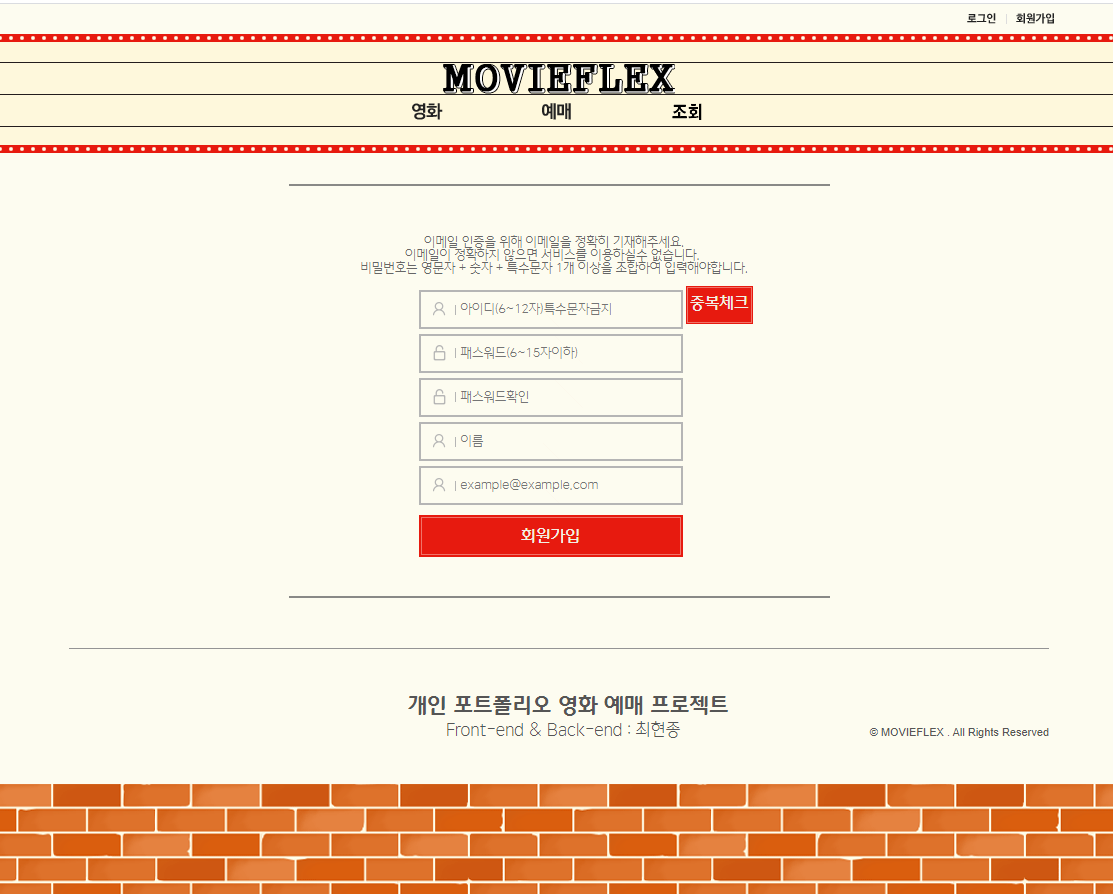 로그인 회원가입
MOVIEFLEX
영화 예매 조회
이메일 인증을 위해 이메일을 정확히 기재해주세요.
이메일이 정확하지 않으면 서비스를 이용하실수 없습니다.
비밀번호는 영문자 + 숫자 + 특수문자 1개 이상을 조합하여 입력해야합니다.
아이디(6~12자)특수문자금지 중복체크
패스워드(6~15자이하)
패스워드확인
이름
example@example.com
회원가입
개인 포트폴리오 영화 예매 프로젝트
Front-end & Back-end : 최현종
© MOVIEFLEX . All Rights Reserved